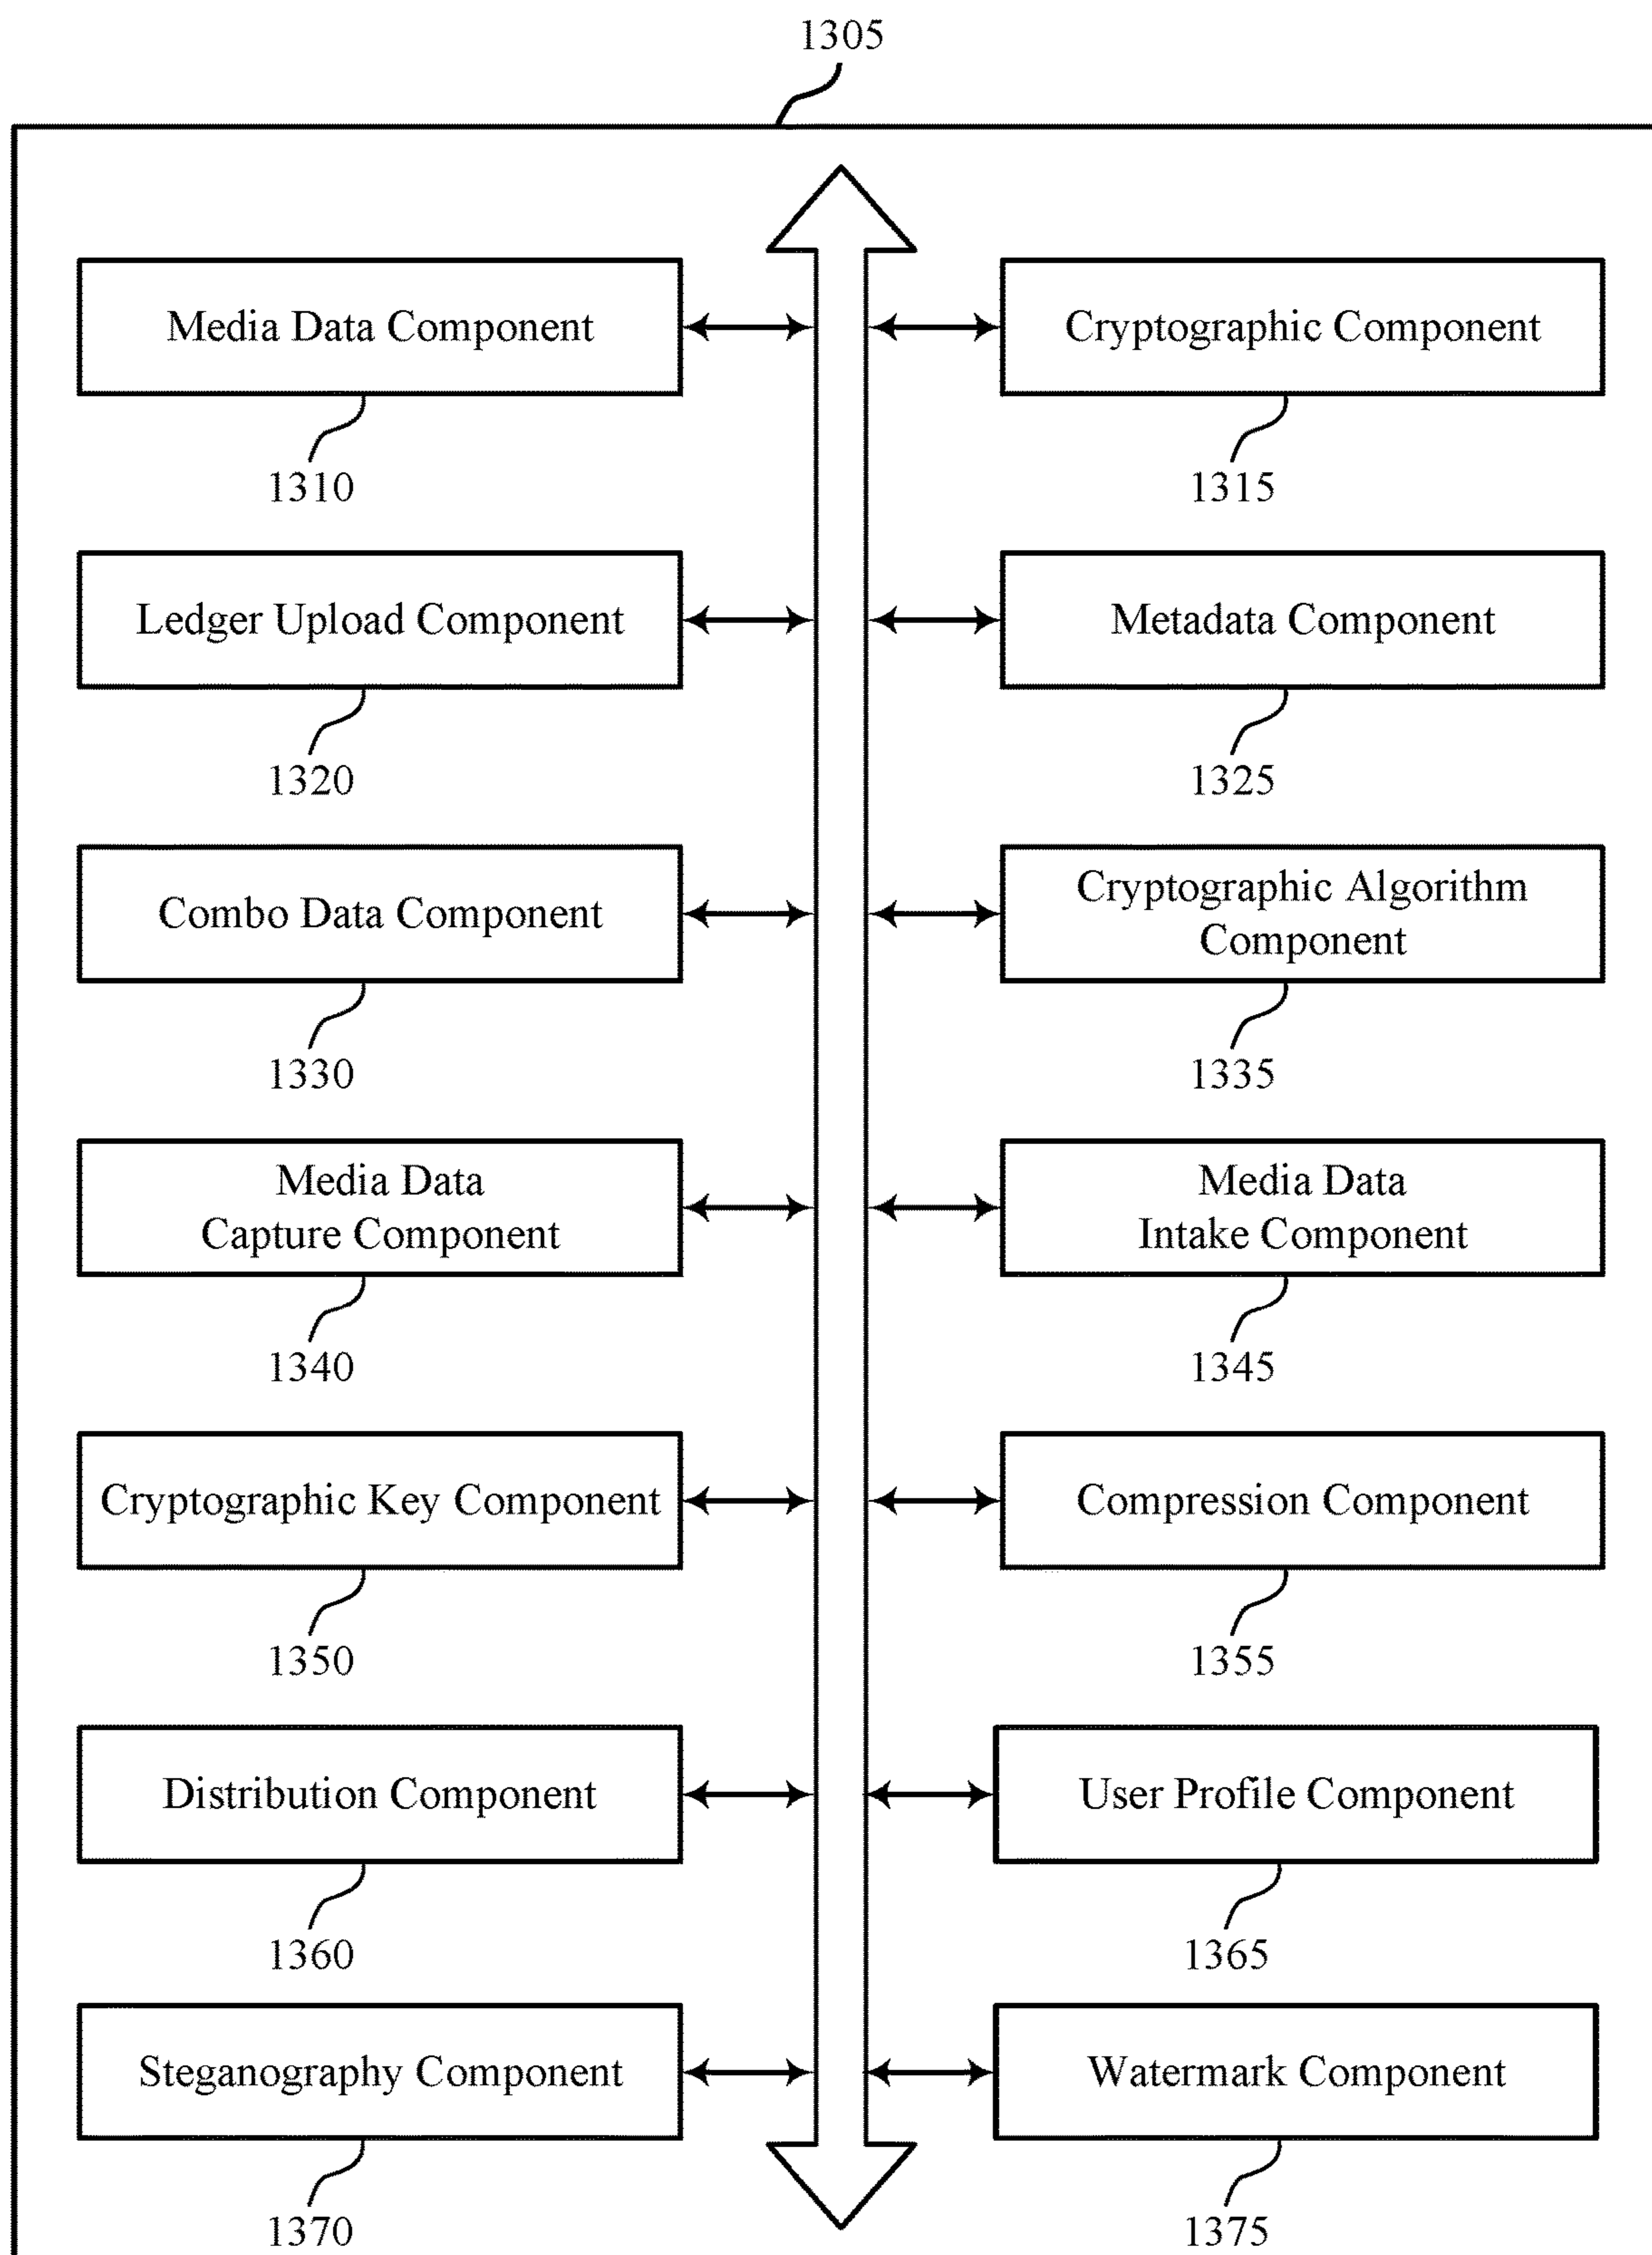 1305
Media Data Component
Cryptographic Component
1310
1315
Ledger Upload Component
Metadata Component
1320
1325
Combo Data Component
Cryptographic Algorithm
Component
1330
1335
Media Data
Capture Component
Media Data
Intake Component
1340
1345
Cryptographic Key Component
Compression Component
1350
1355
Distribution Component
User Profile Component
1360
1365
Steganography Component
Watermark Component
1370
1375